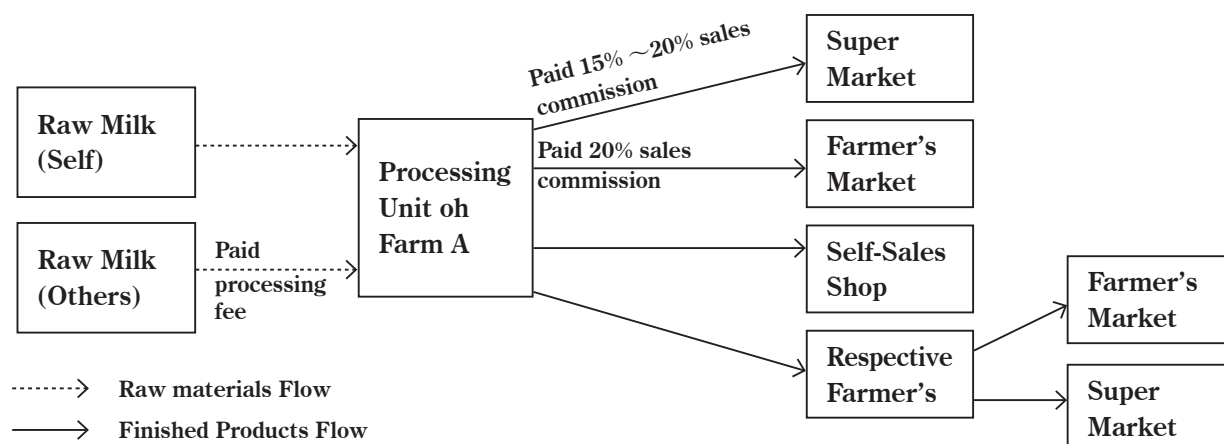 Raw Milk
(Self)
Raw Milk
(Others)
Paid
processing
fee
Processing
Unit oh
Farm A
Paid 15% ～20% sales
commission
Paid 20% sales
commission
Super
Market
Farmer's
Market
Self-Sales
Shop
Respective
Farmer's
Farmer's
Market
Super
Market
Raw materials Flow
Finished Products Flow